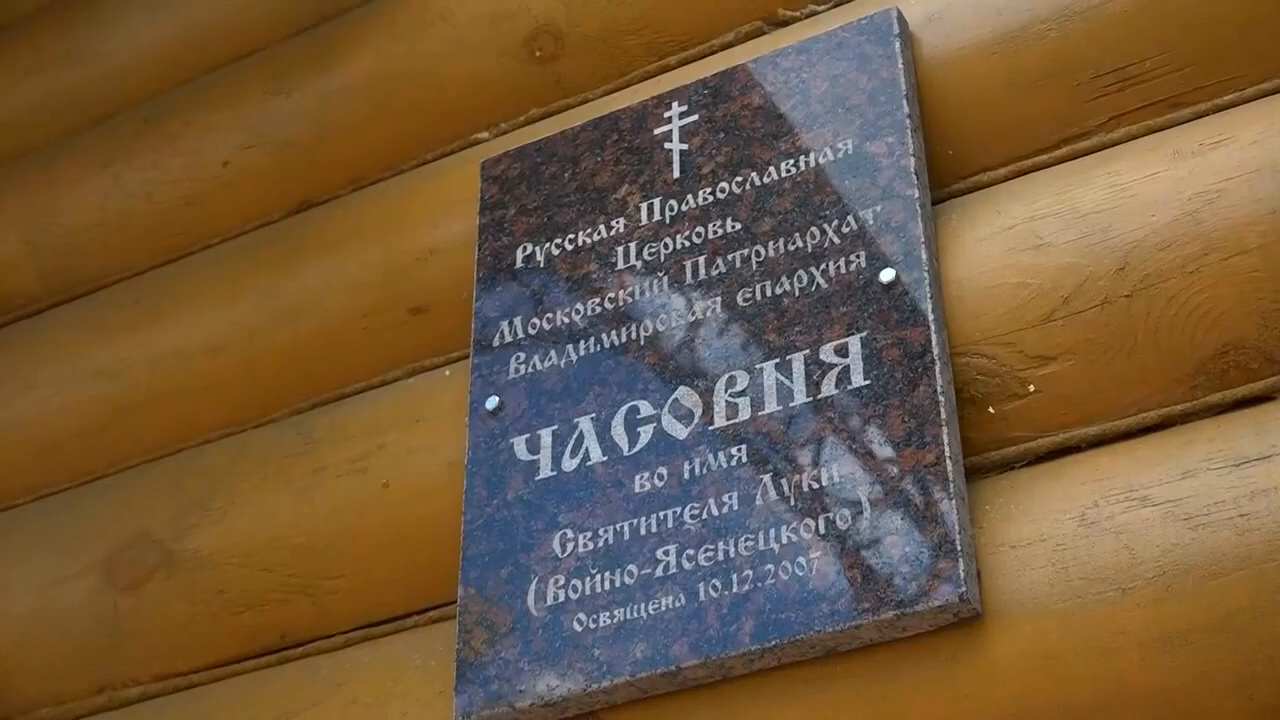 Русская Православная
Церковь
Московский Патриархат
Владимирская епархия
ЧАСОВНЯ
во имя
Святителя Луки
(Войно-Ясенецкого)
Освящена 10.12.2007